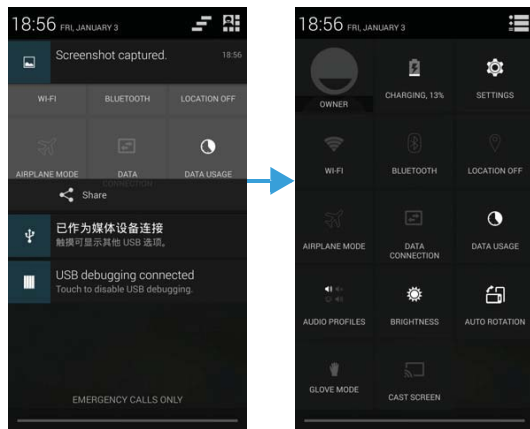 18:56 FRI, JANUARY 3
Screenshot captured.
18:56
WI-FI
BLUETOOTH
LOCATION OFF
AIRPLANE MODE
DATA
CONNECTION
DATA USAGE
Share
已作为媒体设备连接
触摸可显示其他 USB 选项。
USB debugging connected
Touch to disable USB debugging.
EMERGENCY CALLS ONLY
18:56 FRI, JANUARY 3
OWNER
CHARGING, 13%
SETTINGS
WI-FI
BLUETOOTH
LOCATION OFF
AIRPLANE MODE
DATA
CONNECTION
DATA USAGE
AUDIO PROFILES
BRIGHTNESS
AUTO ROTATION
GLOVE MODE
CAST SCREEN